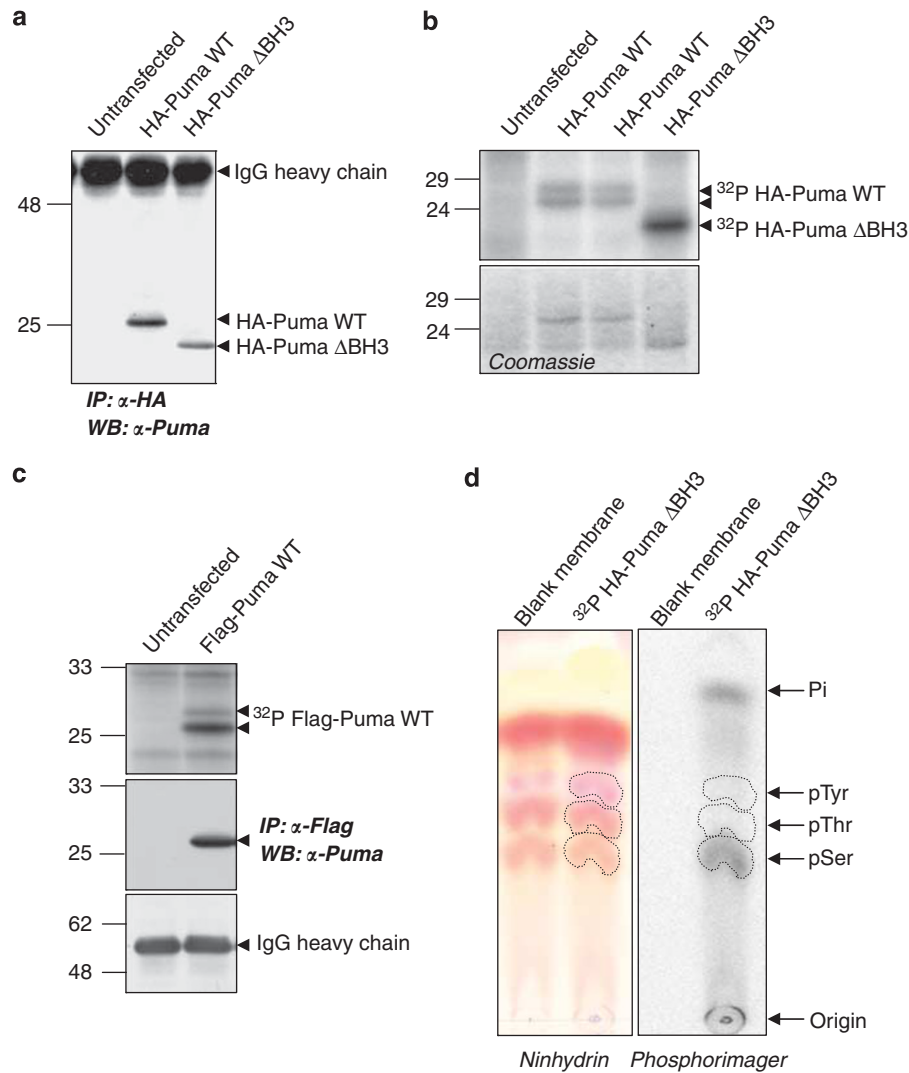 a
Untransfected
HA-Puma WT
HA-Puma ΔBH3
IgG heavy chain
48
25
HA-Puma WT
HA-Puma ΔBH3
IP: α-HA
WB: α-Puma
b
Untransfected
HA-Puma WT
HA-Puma WT
HA-Puma ΔBH3
29
24
32P HA-Puma WT
32P HA-Puma ΔBH3
29
24
Coomassie
c
Untransfected
Flag-Puma WT
33
25
32P Flag-Puma WT
33
25
IP: α-Flag
WB: α-Puma
62
48
IgG heavy chain
d
Blank membrane
32P HA-Puma ΔBH3
Blank membrane
32P HA-Puma ΔBH3
Pi
pTyr
pThr
pSer
Origin
Ninhydrin
Phosphorimager